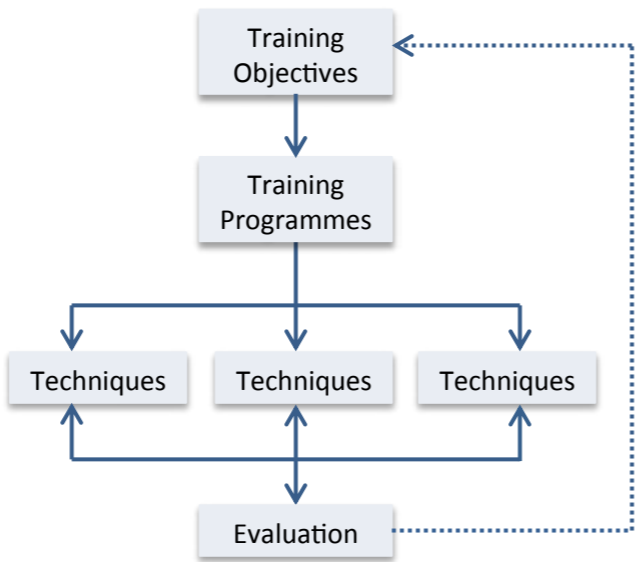 Training
Objectives
Training
Programmes
Techniques
Techniques
Techniques
Evaluation